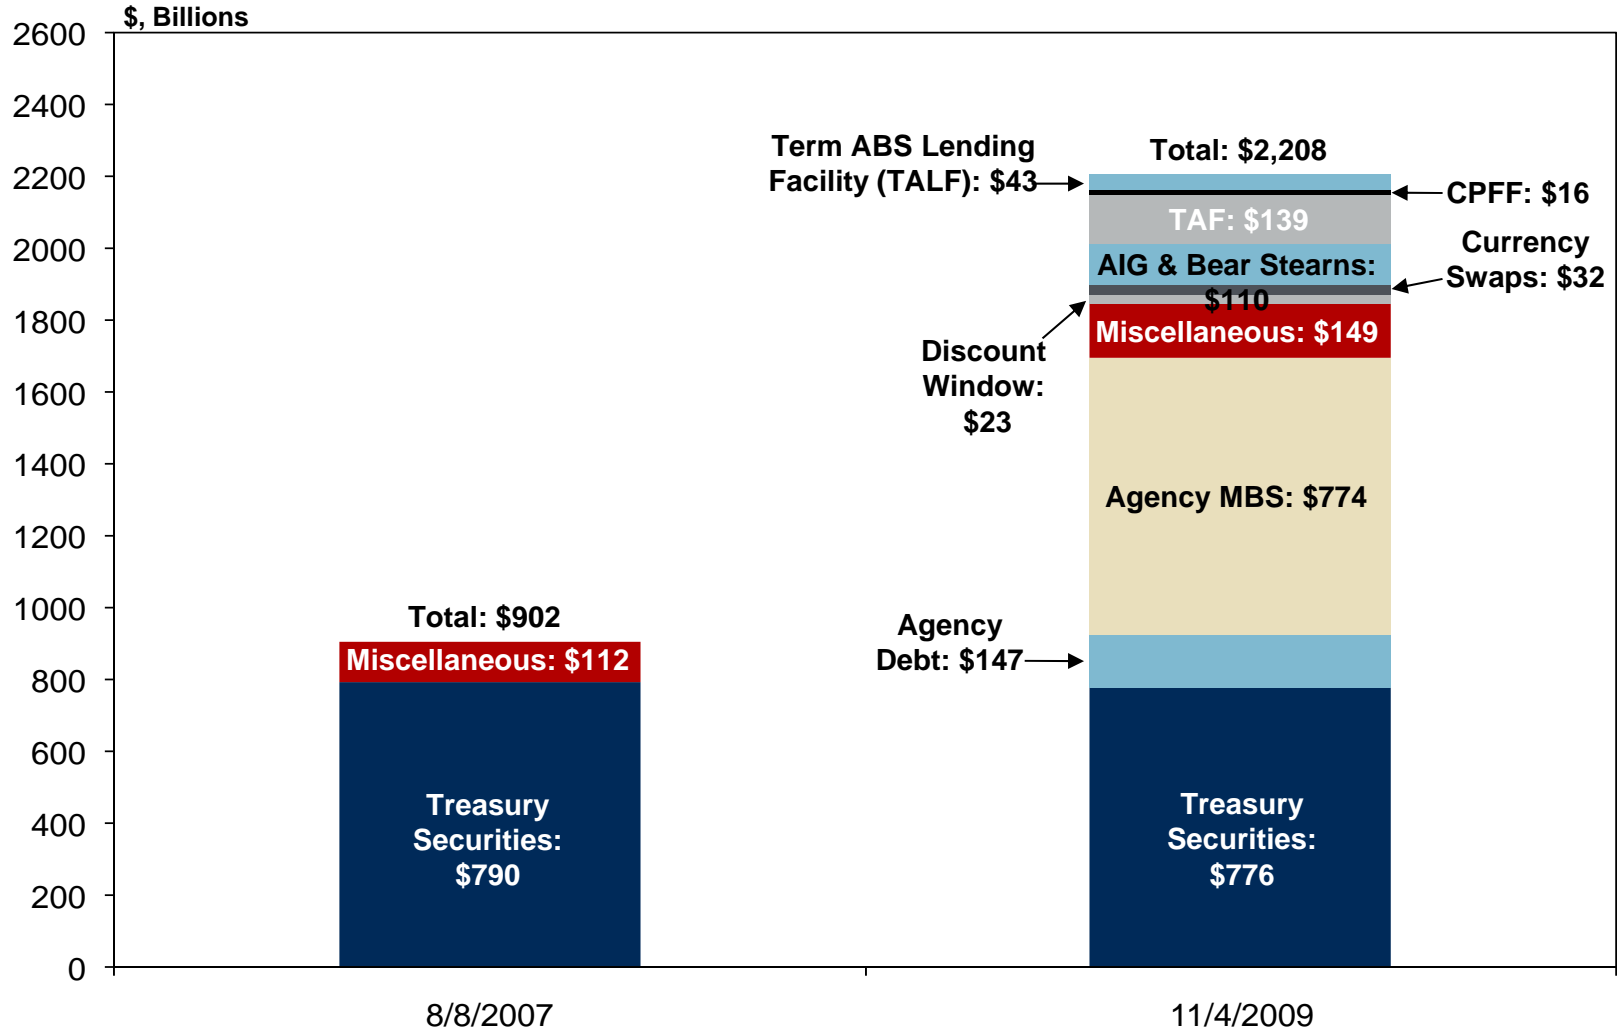 $, Billions
2600
2400
2200
2000
1800
1600
1400
1200
1000
800
600
400
200
0
Total: $902
Miscellaneous: $112
Treasury
Securities:
$790
8/8/2007
Term ABS Lending
Facility (TALF): $43
Total: $2,208
CPFF: $16
TAF: $139
Currency
Swaps: $32
AIG & Bear Stearns:
$110
Discount
Window:
$23
Miscellaneous: $149
Agency MBS: $774
Agency
Debt: $147
Treasury
Securities:
$776
11/4/2009